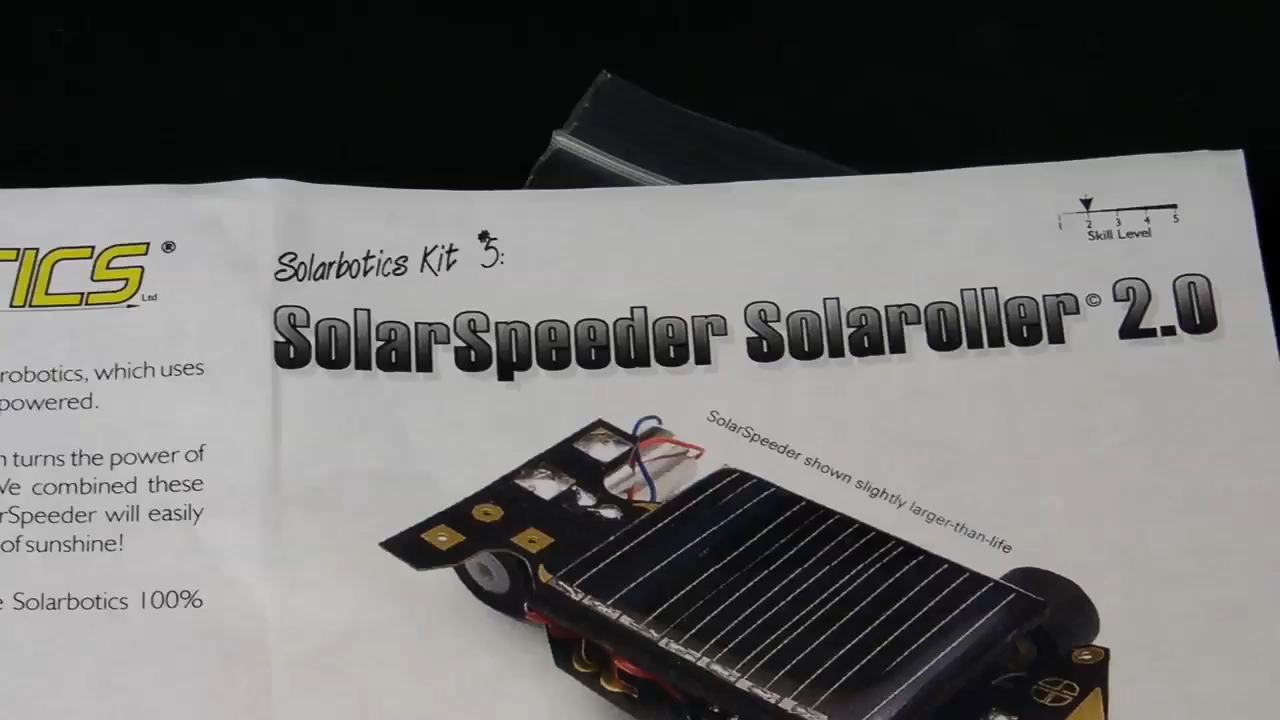 TICS®
Ltd
robotics, which uses
powered.
n turns the power of
We combined these
rSpeeder will easily
of sunshine!
e Solarbotics 100%
Solarbotics Kit #5:
SolarSpeeder Solaroller© 2.0
1 2 3 4 5
Skill Level
SolarSpeeder shown slightly larger-than-life